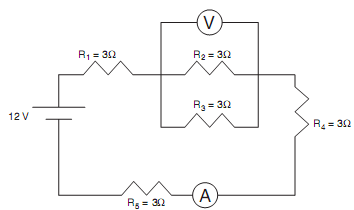 V
R₁ = 3Ω
R₂ = 3Ω
R₃ = 3Ω
12 V
R₄ = 3Ω
R₅ = 3Ω
A